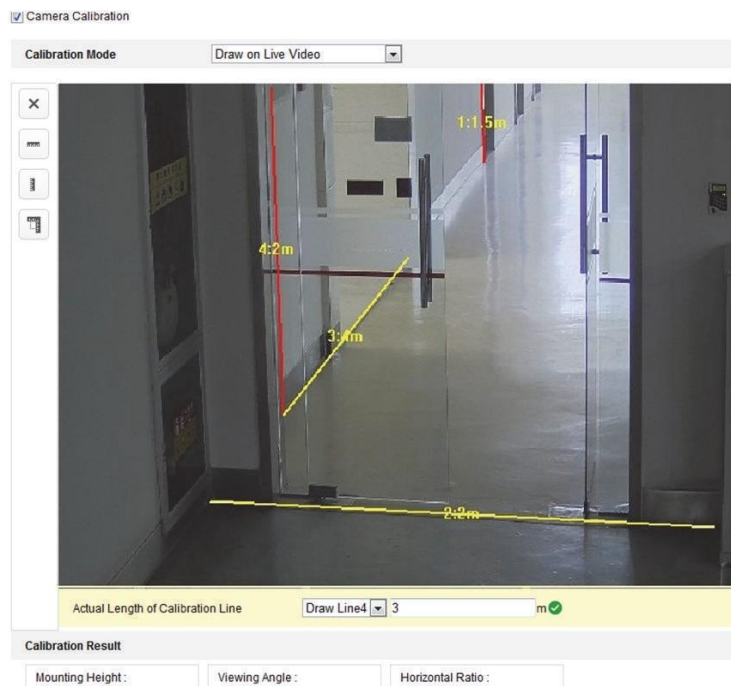 Camera Calibration
Calibration Mode Draw on Live Video
1:1.5m
4:2m
3:4m
2:2m
Actual Length of Calibration Line Draw Line4 3 m
Calibration Result
Mounting Height : Viewing Angle : Horizontal Ratio :